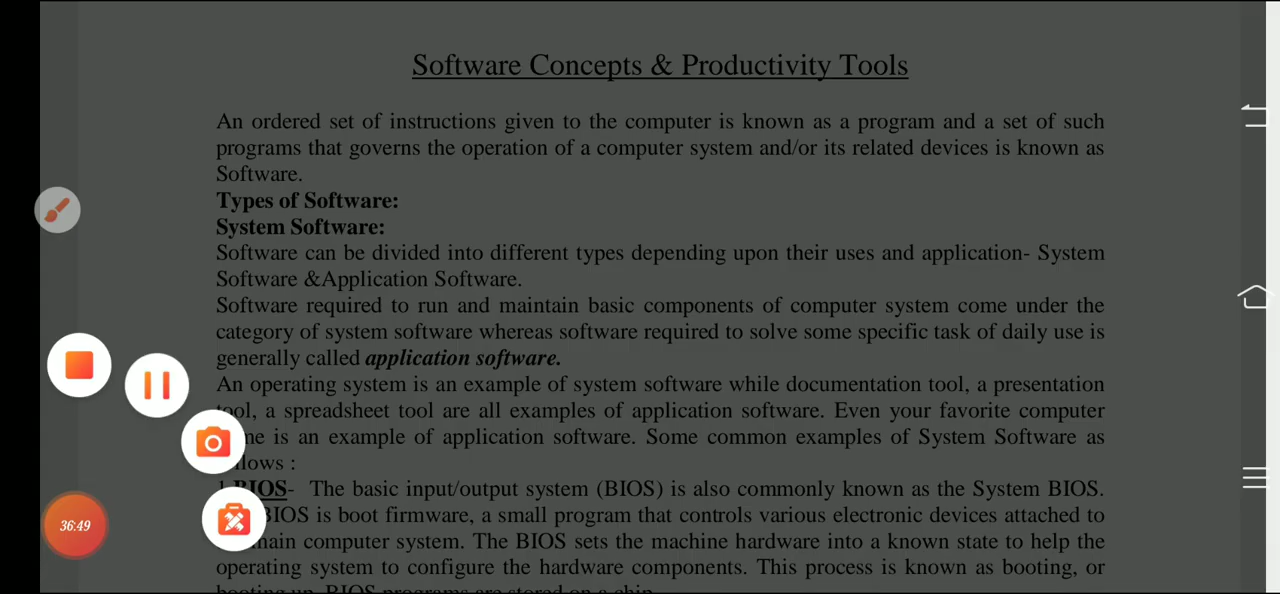 Software Concepts & Productivity Tools
An ordered set of instructions given to the computer is known as a program and a set of such
programs that governs the operation of a computer system and/or its related devices is known as
Software.
Types of Software:
System Software:
Software can be divided into different types depending upon their uses and application- System
Software &Application Software.
Software required to run and maintain basic components of computer system come under the
category of system software whereas software required to solve some specific task of daily use is
generally called application software.
An operating system is an example of system software while documentation tool, a presentation
tool, a spreadsheet tool are all examples of application software. Even your favorite computer
is an example of application software. Some common examples of System Software as
:
BIOS- The basic input/output system (BIOS) is also commonly known as the System BIOS.
BIOS is boot firmware, a small program that controls various electronic devices attached to
main computer system. The BIOS sets the machine hardware into a known state to help the
operating system to configure the hardware components. This process is known as booting, or
booting up. BIOS programs are stored on a chip.
36:49